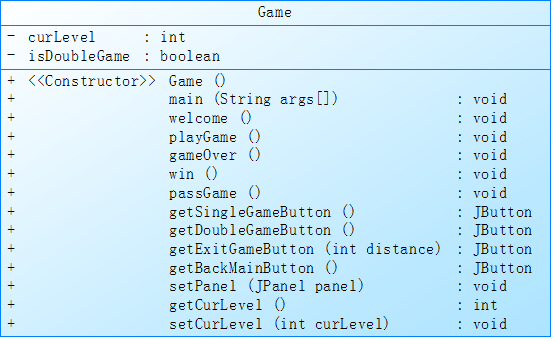 Game
- curLevel : int
- isDoubleGame : boolean
+ <<Constructor>> Game ()
+ main (String args[]) : void
+ welcome () : void
+ playGame () : void
+ gameOver () : void
+ win () : void
+ passGame () : void
+ getSingleGameButton () : JButton
+ getDoubleGameButton () : JButton
+ getExitGameButton (int distance) : JButton
+ getBackMainButton () : JButton
+ setPanel (JPanel panel) : void
+ getCurLevel () : int
+ setCurLevel (int curLevel) : void